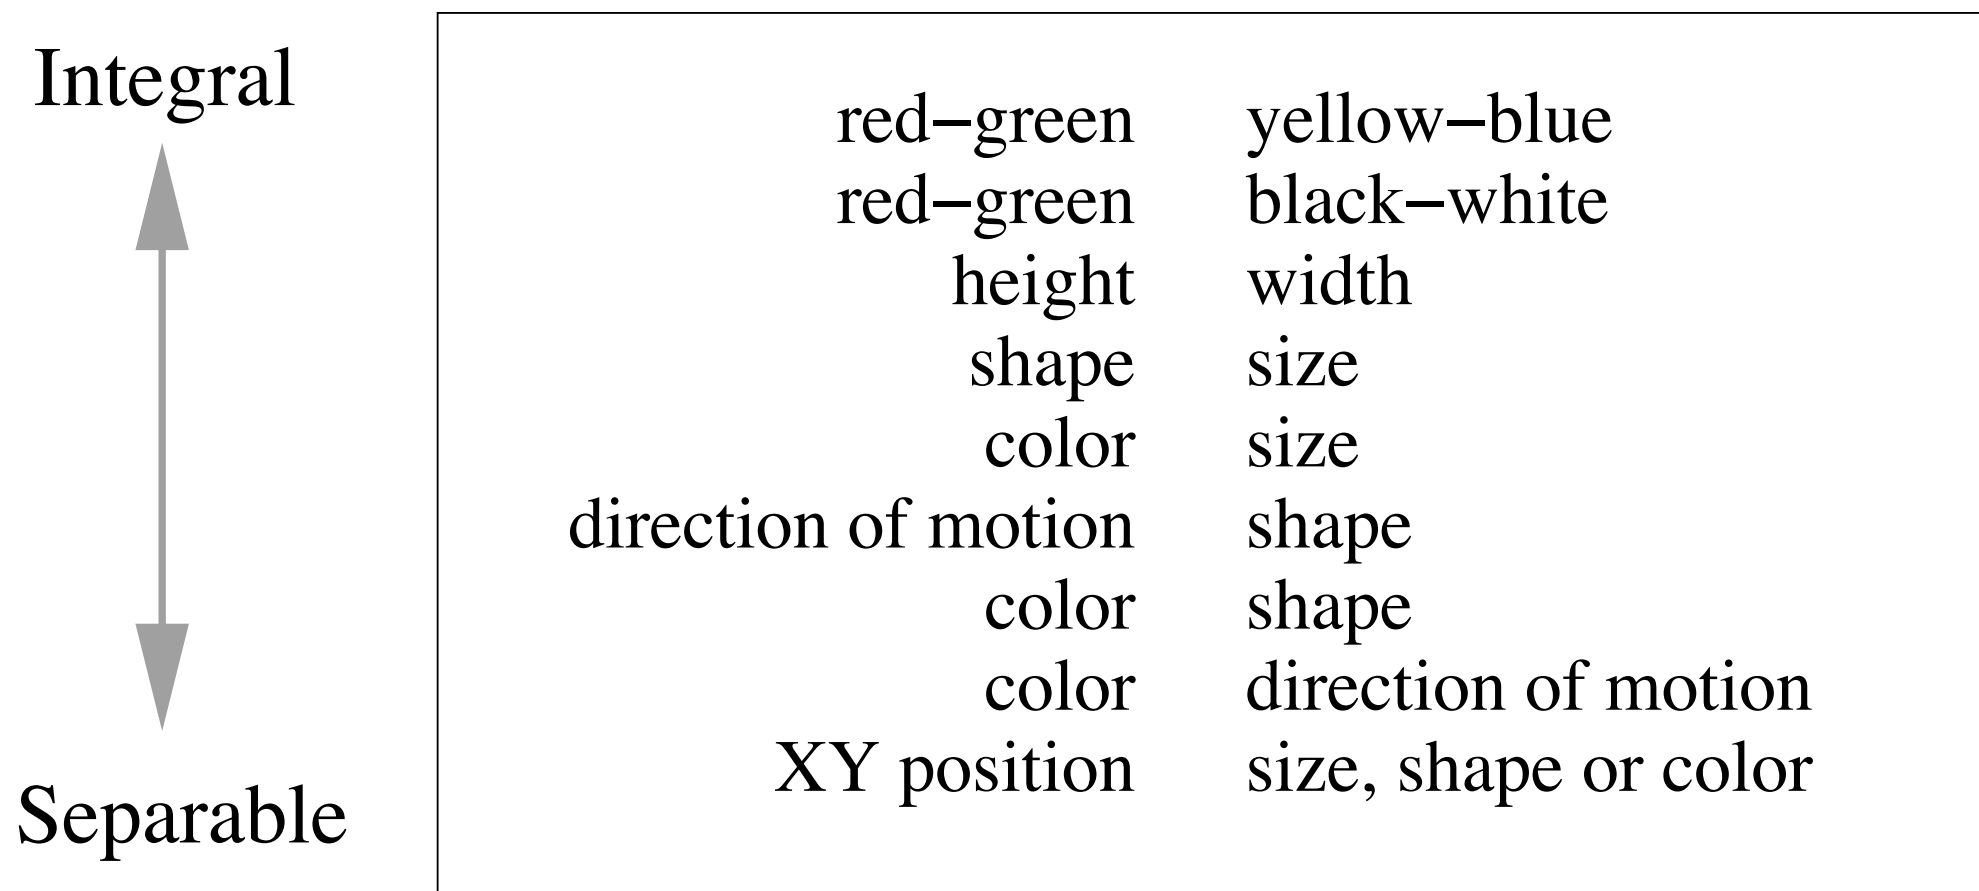 Integral
red–green yellow–blue
red–green black–white
height width
shape size
color size
direction of motion shape
color shape
color direction of motion
XY position size, shape or color
Separable